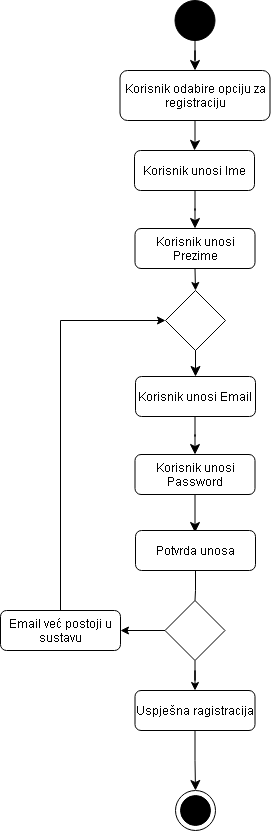 Korisnik odabire opciju za
registraciju
Korisnik unosi Ime
Korisnik unosi
Prezime
Korisnik unosi Email
Korisnik unosi
Password
Potvrda unosa
Email već postoji u
sustavu
Uspješna ragistracija